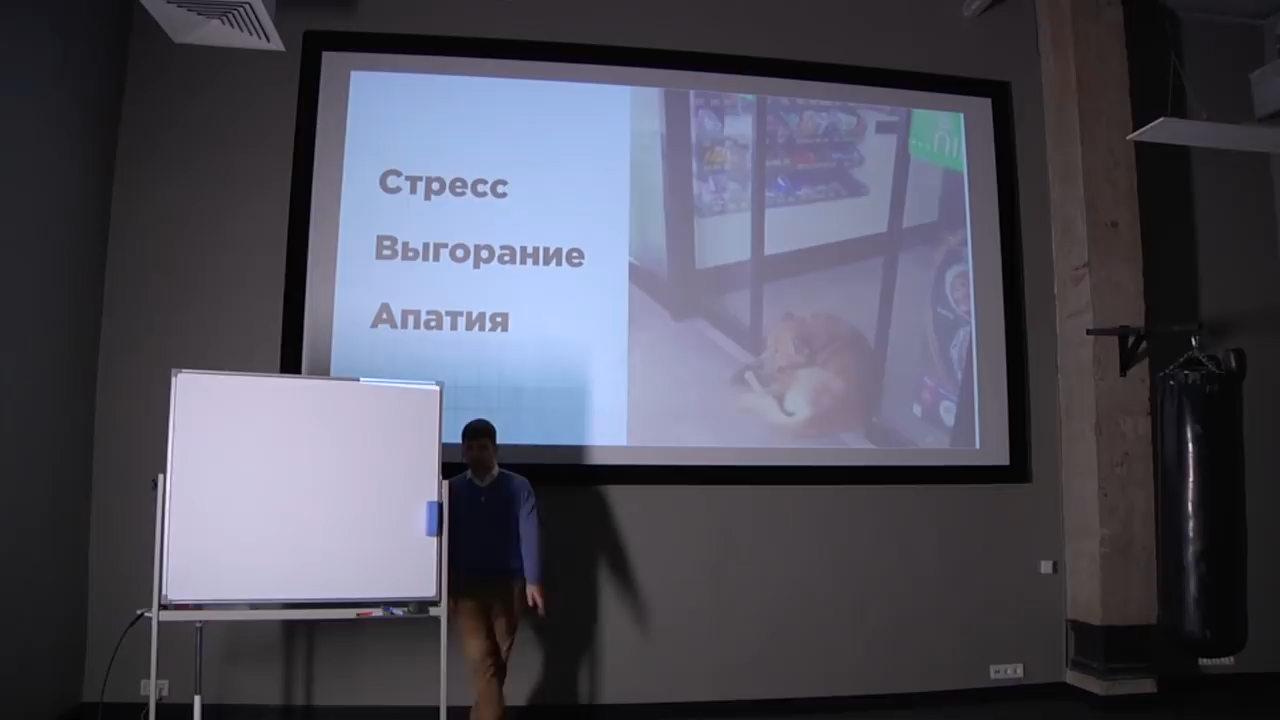 Стресс
Выгорание
Апатия